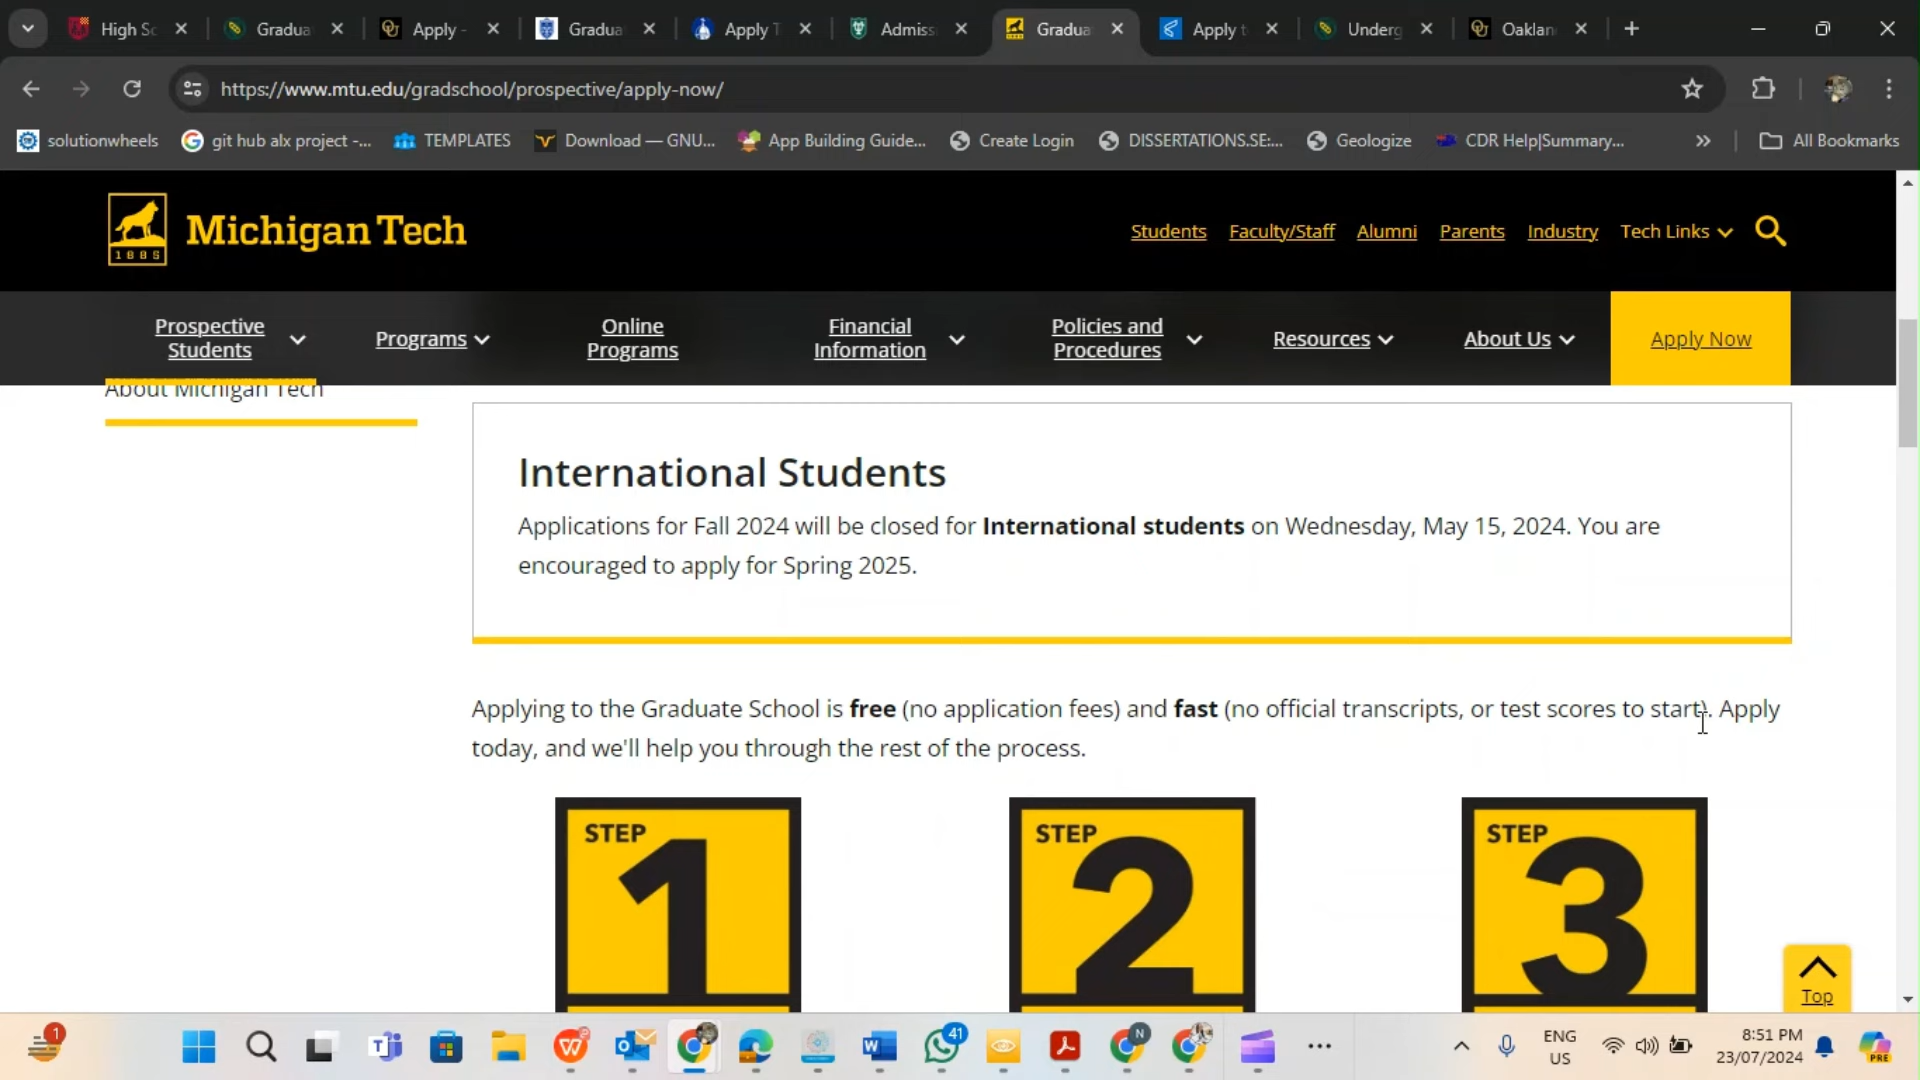 High Sc
Gradua
Apply -
Gradua
Apply T
Admiss
Gradua
Apply t
Underg
Oaklan
https://www.mtu.edu/gradschool/prospective/apply-now/
solutionwheels
git hub alx project -...
TEMPLATES
Download — GNU...
App Building Guide...
Create Login
DISSERTATIONS.SE:...
Geologize
CDR Help|Summary...
All Bookmarks
1885
Michigan Tech
Students
Faculty/Staff
Alumni
Parents
Industry
Tech Links
Prospective
Students
Programs
Online
Programs
Financial
Information
Policies and
Procedures
Resources
About Us
Apply Now
About Michigan Tech
International Students
Applications for Fall 2024 will be closed for International students on Wednesday, May 15, 2024. You are
encouraged to apply for Spring 2025.
Applying to the Graduate School is free (no application fees) and fast (no official transcripts, or test scores to start). Apply
today, and we'll help you through the rest of the process.
STEP
1
STEP
2
STEP
3
Top
1
41
N
ENG
US
8:51 PM
23/07/2024
PRE